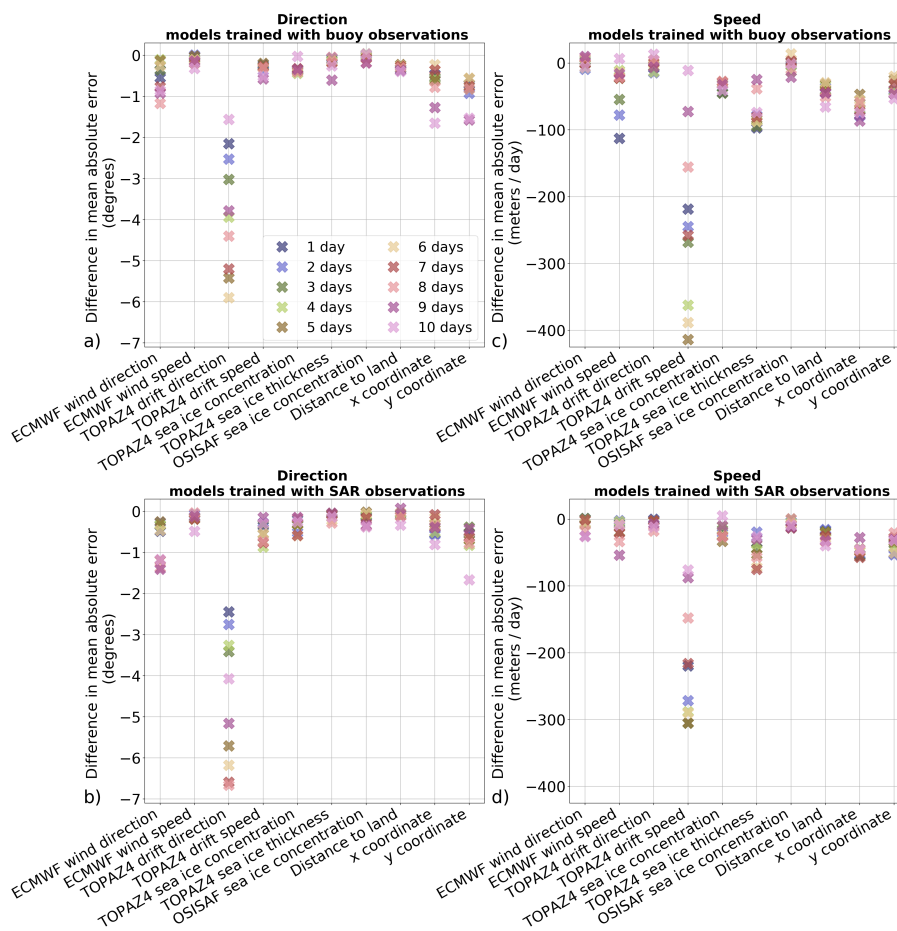 Direction
models trained with buoy observations
Difference in mean absolute error
(degrees)
0
−1
−2
−3
−4
−5
−6
−7
1 day
2 days
3 days
4 days
5 days
6 days
7 days
8 days
9 days
10 days
a)
ECMWF wind direction
ECMWF wind speed
TOPAZ4 drift direction
TOPAZ4 drift speed
TOPAZ4 sea ice concentration
TOPAZ4 sea ice thickness
OSISAF sea ice concentration
Distance to land
x coordinate
y coordinate
Speed
models trained with buoy observations
Difference in mean absolute error
(meters / day)
0
−100
−200
−300
−400
c)
ECMWF wind direction
ECMWF wind speed
TOPAZ4 drift direction
TOPAZ4 drift speed
TOPAZ4 sea ice concentration
TOPAZ4 sea ice thickness
OSISAF sea ice concentration
Distance to land
x coordinate
y coordinate
Direction
models trained with SAR observations
Difference in mean absolute error
(degrees)
0
−1
−2
−3
−4
−5
−6
−7
b)
ECMWF wind direction
ECMWF wind speed
TOPAZ4 drift direction
TOPAZ4 drift speed
TOPAZ4 sea ice concentration
TOPAZ4 sea ice thickness
OSISAF sea ice concentration
Distance to land
x coordinate
y coordinate
Speed
models trained with SAR observations
Difference in mean absolute error
(meters / day)
0
−100
−200
−300
−400
d)
ECMWF wind direction
ECMWF wind speed
TOPAZ4 drift direction
TOPAZ4 drift speed
TOPAZ4 sea ice concentration
TOPAZ4 sea ice thickness
OSISAF sea ice concentration
Distance to land
x coordinate
y coordinate